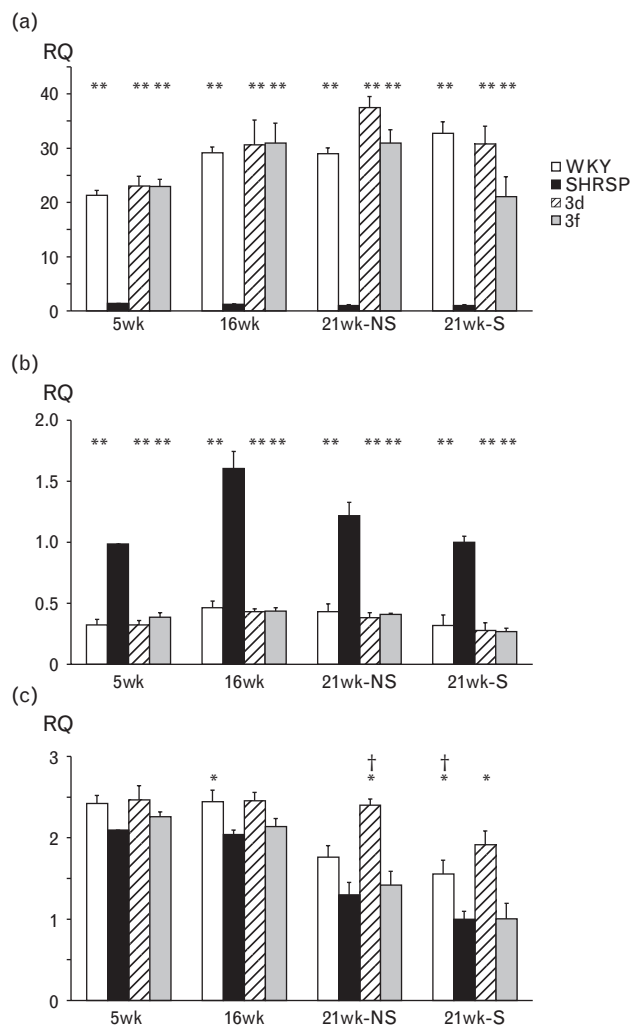 (a)
RQ
** ** ** ** ** ** ** ** ** ** ** **
40
30
20
10
0
5wk 16wk 21wk-NS 21wk-S
WKY
SHRSP
3d
3f
(b)
RQ
2.0
** ** ** ** ** ** ** ** ** ** ** **
1.5
1.0
0.5
0
5wk 16wk 21wk-NS 21wk-S
(c)
RQ
3
† †
* * * *
2
1
0
5wk 16wk 21wk-NS 21wk-S